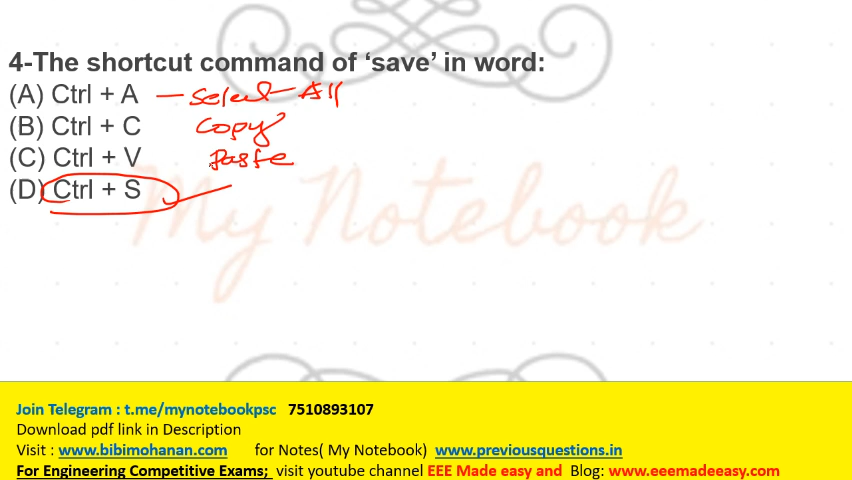 4-The shortcut command of ‘save’ in word:
(A) Ctrl + A — Select All
(B) Ctrl + C Copy
(C) Ctrl + V Paste
(D) Ctrl + S
My Notebook
Join Telegram : t.me/mynotebookpsc 7510893107
Download pdf link in Description
Visit : www.bibimohanan.com for Notes( My Notebook) www.previousquestions.in
For Engineering Competitive Exams; visit youtube channel EEE Made easy and Blog: www.eeemadeeasy.com